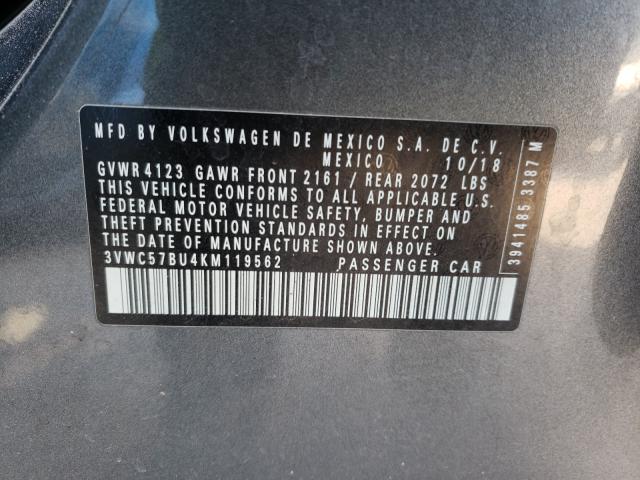 MFD BY VOLKSWAGEN DE MEXICO S.A. DE C.V.
MEXICO 10/18
GVWR 4123 GAWR FRONT 2161 / REAR 2072 LBS
THIS VEHICLE CONFORMS TO ALL APPLICABLE U.S.
FEDERAL MOTOR VEHICLE SAFETY, BUMPER AND
THEFT PREVENTION STANDARDS IN EFFECT ON
THE DATE OF MANUFACTURE SHOWN ABOVE.
3VWC57BU4KM119562 PASSENGER CAR
3941485 3387 M